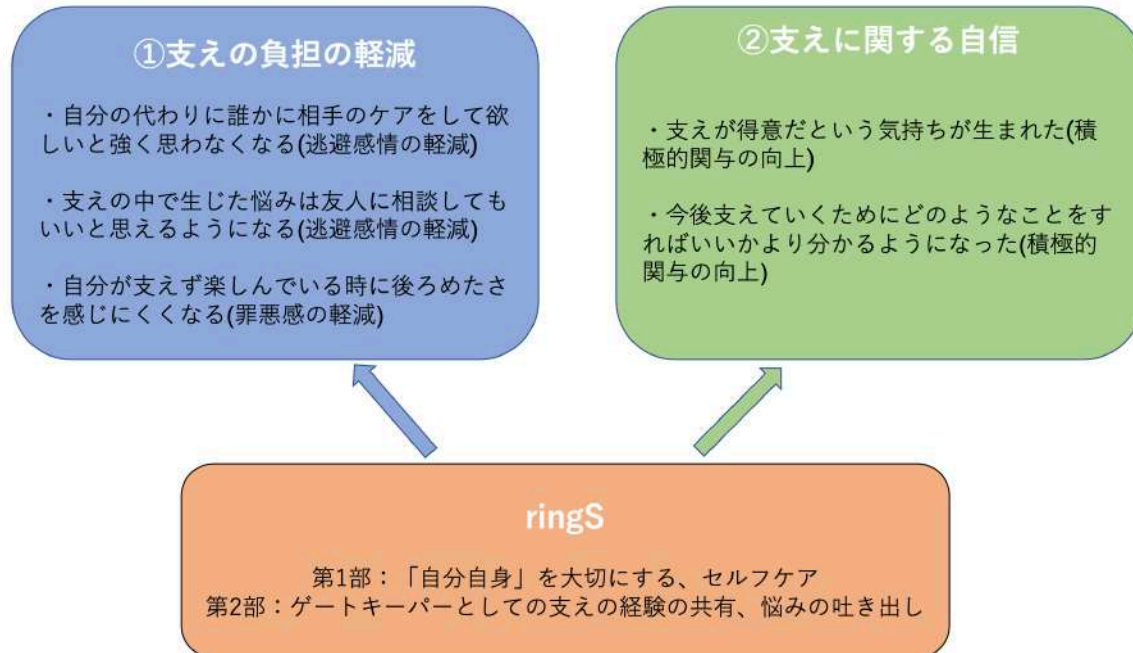 ①支えの負担の軽減
・自分の代わりに誰かに相手のケアをして欲
しいと強く思わなくなる(逃避感情の軽減)
・支えの中で生じた悩みは友人に相談しても
いいと思えるようになる(逃避感情の軽減)
・自分が支えず楽しんでいる時に後ろめたさ
を感じにくくなる(罪悪感の軽減)
②支えに関する自信
・支えが得意だという気持ちが生まれた(積
極的関与の向上)
・今後支えていくためにどのようなことをす
ればいいかより分かるようになった(積極的
関与の向上)
ringS
第1部：「自分自身」を大切にする、セルフケア
第2部：ゲートキーパーとしての支えの経験の共有、悩みの吐き出し